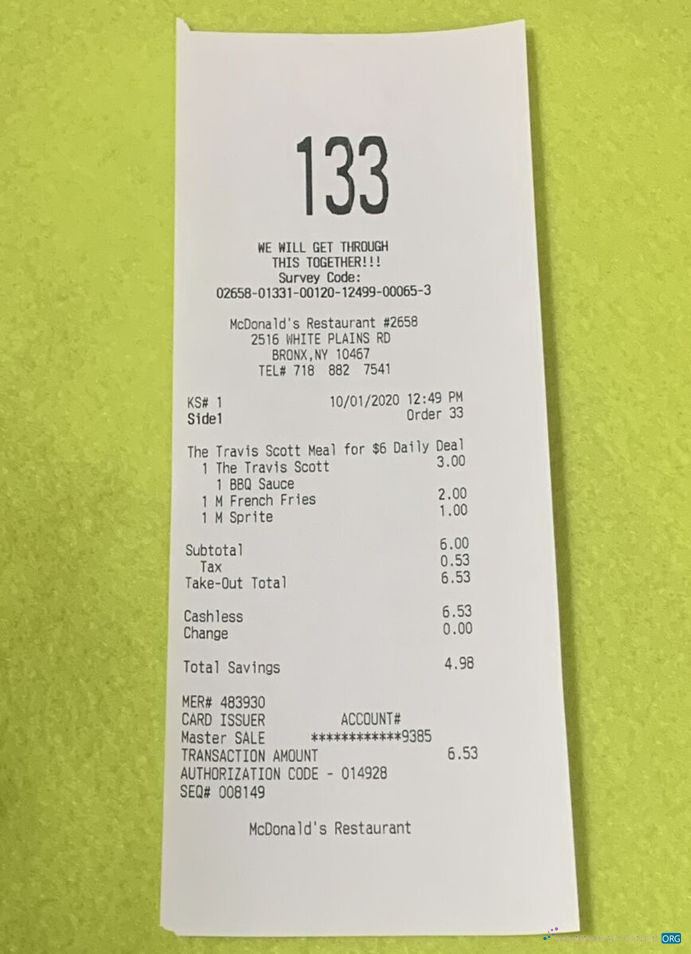 133
WE WILL GET THROUGH
THIS TOGETHER!!!
Survey Code:
02658-01331-00120-12499-00065-3
McDonald's Restaurant #2658
2516 WHITE PLAINS RD
BRONX,NY 10467
TEL# 718 882 7541
KS# 1 10/01/2020 12:49 PM
Side1 Order 33
The Travis Scott Meal for $6 Daily Deal
1 The Travis Scott 3.00
1 BBQ Sauce
1 M French Fries 2.00
1 M Sprite 1.00
Subtotal 6.00
Tax 0.53
Take-Out Total 6.53
Cashless 6.53
Change 0.00
Total Savings 4.98
MER# 483930
CARD ISSUER ACCOUNT#
Master SALE ************9385
TRANSACTION AMOUNT 6.53
AUTHORIZATION CODE - 014928
SEQ# 008149
McDonald's Restaurant
ORG